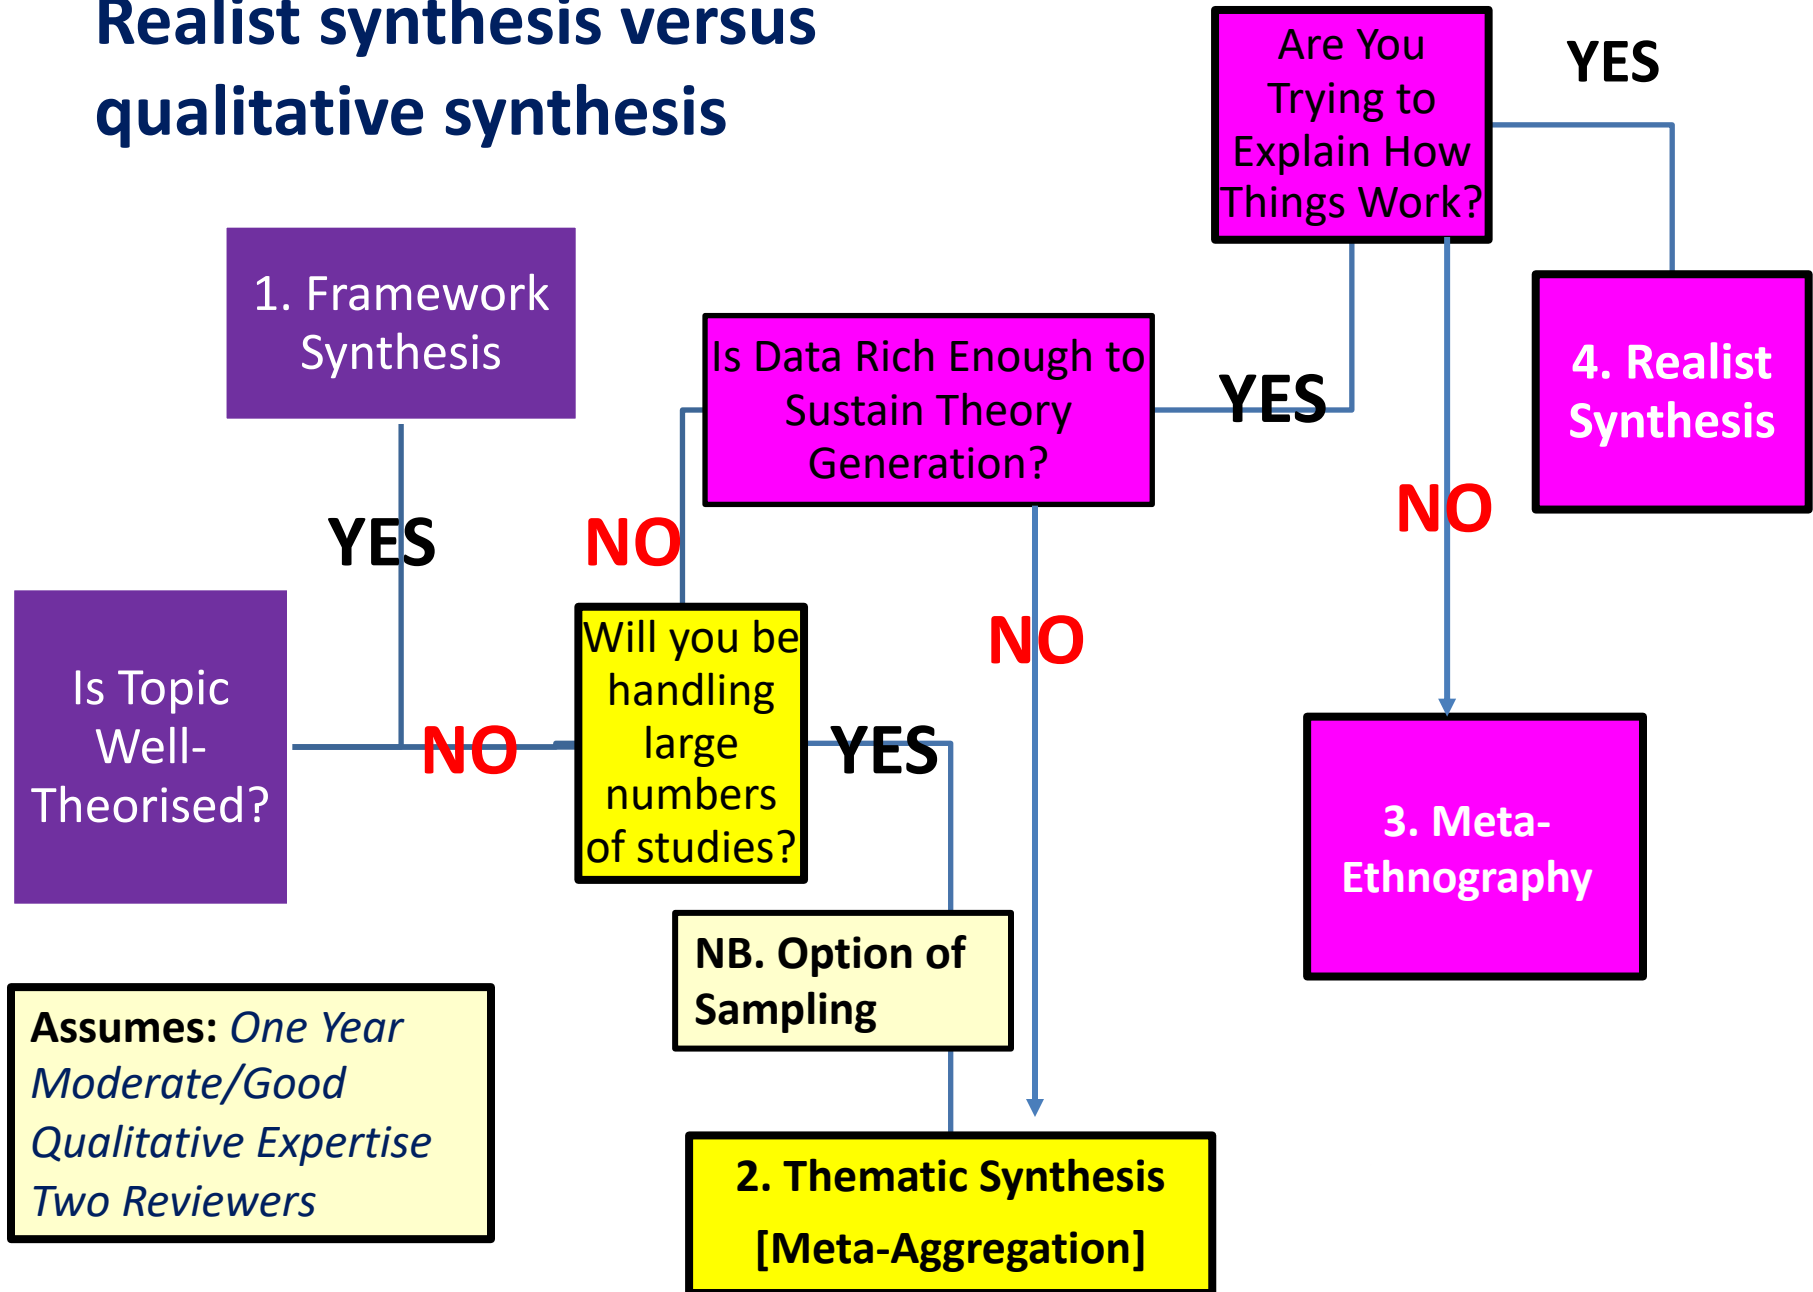 Realist synthesis versus
qualitative synthesis
Are You
Trying to
Explain How
Things Work?
YES
1. Framework
Synthesis
Is Data Rich Enough to
Sustain Theory
Generation?
YES
4. Realist
Synthesis
YES
NO
NO
Is Topic
Well-
Theorised?
NO
Will you be
handling
large
numbers
of studies?
YES
NO
3. Meta-
Ethnography
NB. Option of
Sampling
Assumes: One Year
Moderate/Good
Qualitative Expertise
Two Reviewers
2. Thematic Synthesis
[Meta-Aggregation]